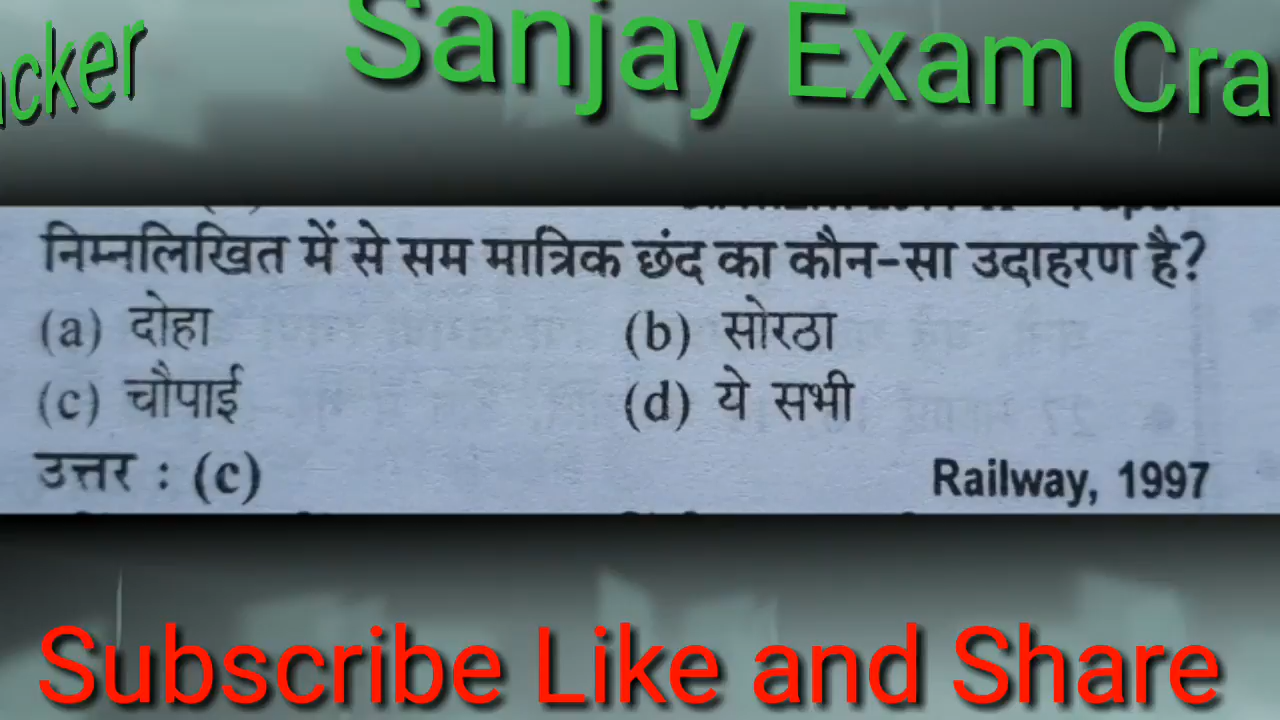 acker Sanjay Exam Cra
निम्नलिखित में से सम मात्रिक छंद का कौन-सा उदाहरण है?
(a) दोहा (b) सोरठा
(c) चौपाई (d) ये सभी
उत्तर : (c) Railway, 1997
Subscribe Like and Share